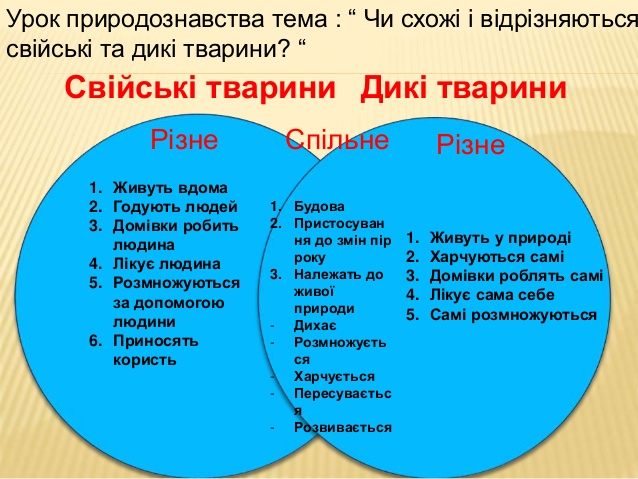 Урок природознавства тема : “ Чи схожі і відрізняються
свійські та дикі тварини? “
Свійські тварини Дикі тварини
Різне
1. Живуть вдома
2. Годують людей
3. Домівки робить
людина
4. Лікує людина
5. Розмножуються
за допомогою
людини
6. Приносять
користь
Спільне
1. Будова
2. Пристосуван
ня до змін пір
року
3. Належать до
живої
природи
- Дихає
- Розмножуєть
ся
- Харчується
- Пересуваєтьс
я
- Розвивається
Різне
1. Живуть у природі
2. Харчуються самі
3. Домівки роблять самі
4. Лікує сама себе
5. Самі розмножуються